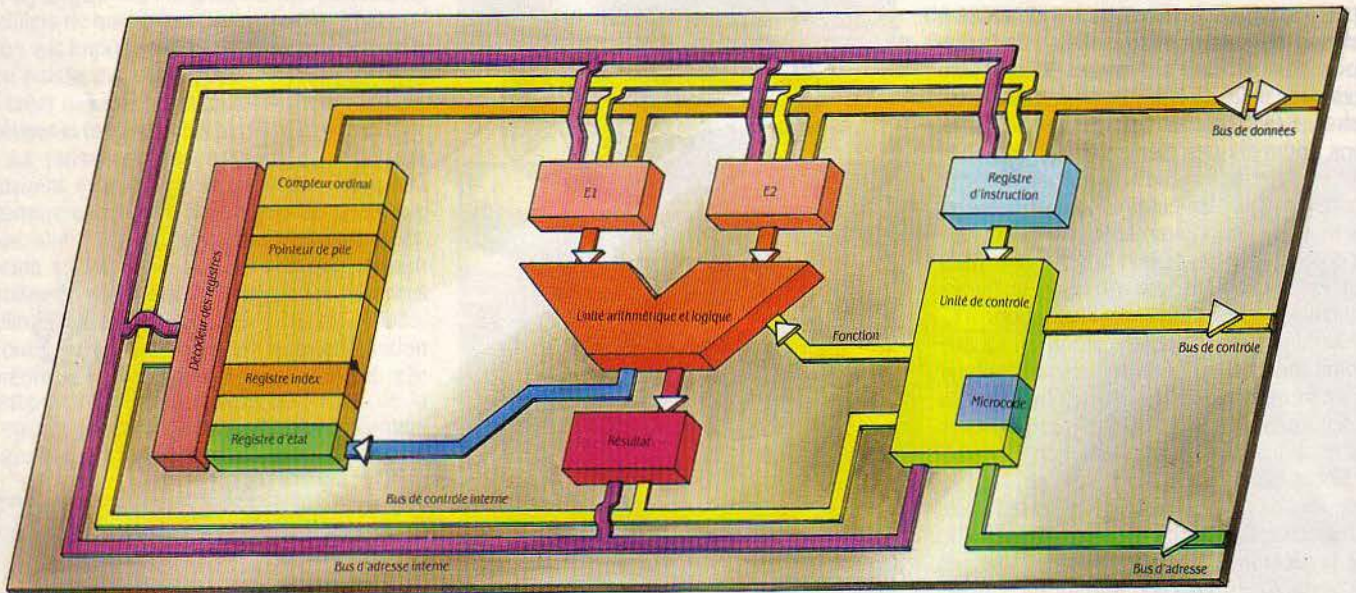 Bus de données
Compteur ordinal
E1
E2
Registre
d'instruction
Pointeur de pile
Décodeur des registres
Unité arithmétique et logique
Unité de contrôle
Fonction
Bus de contrôle
Registre index
Microcode
Registre d'état
Résultat
Bus de contrôle interne
Bus d'adresse interne
Bus d'adresse